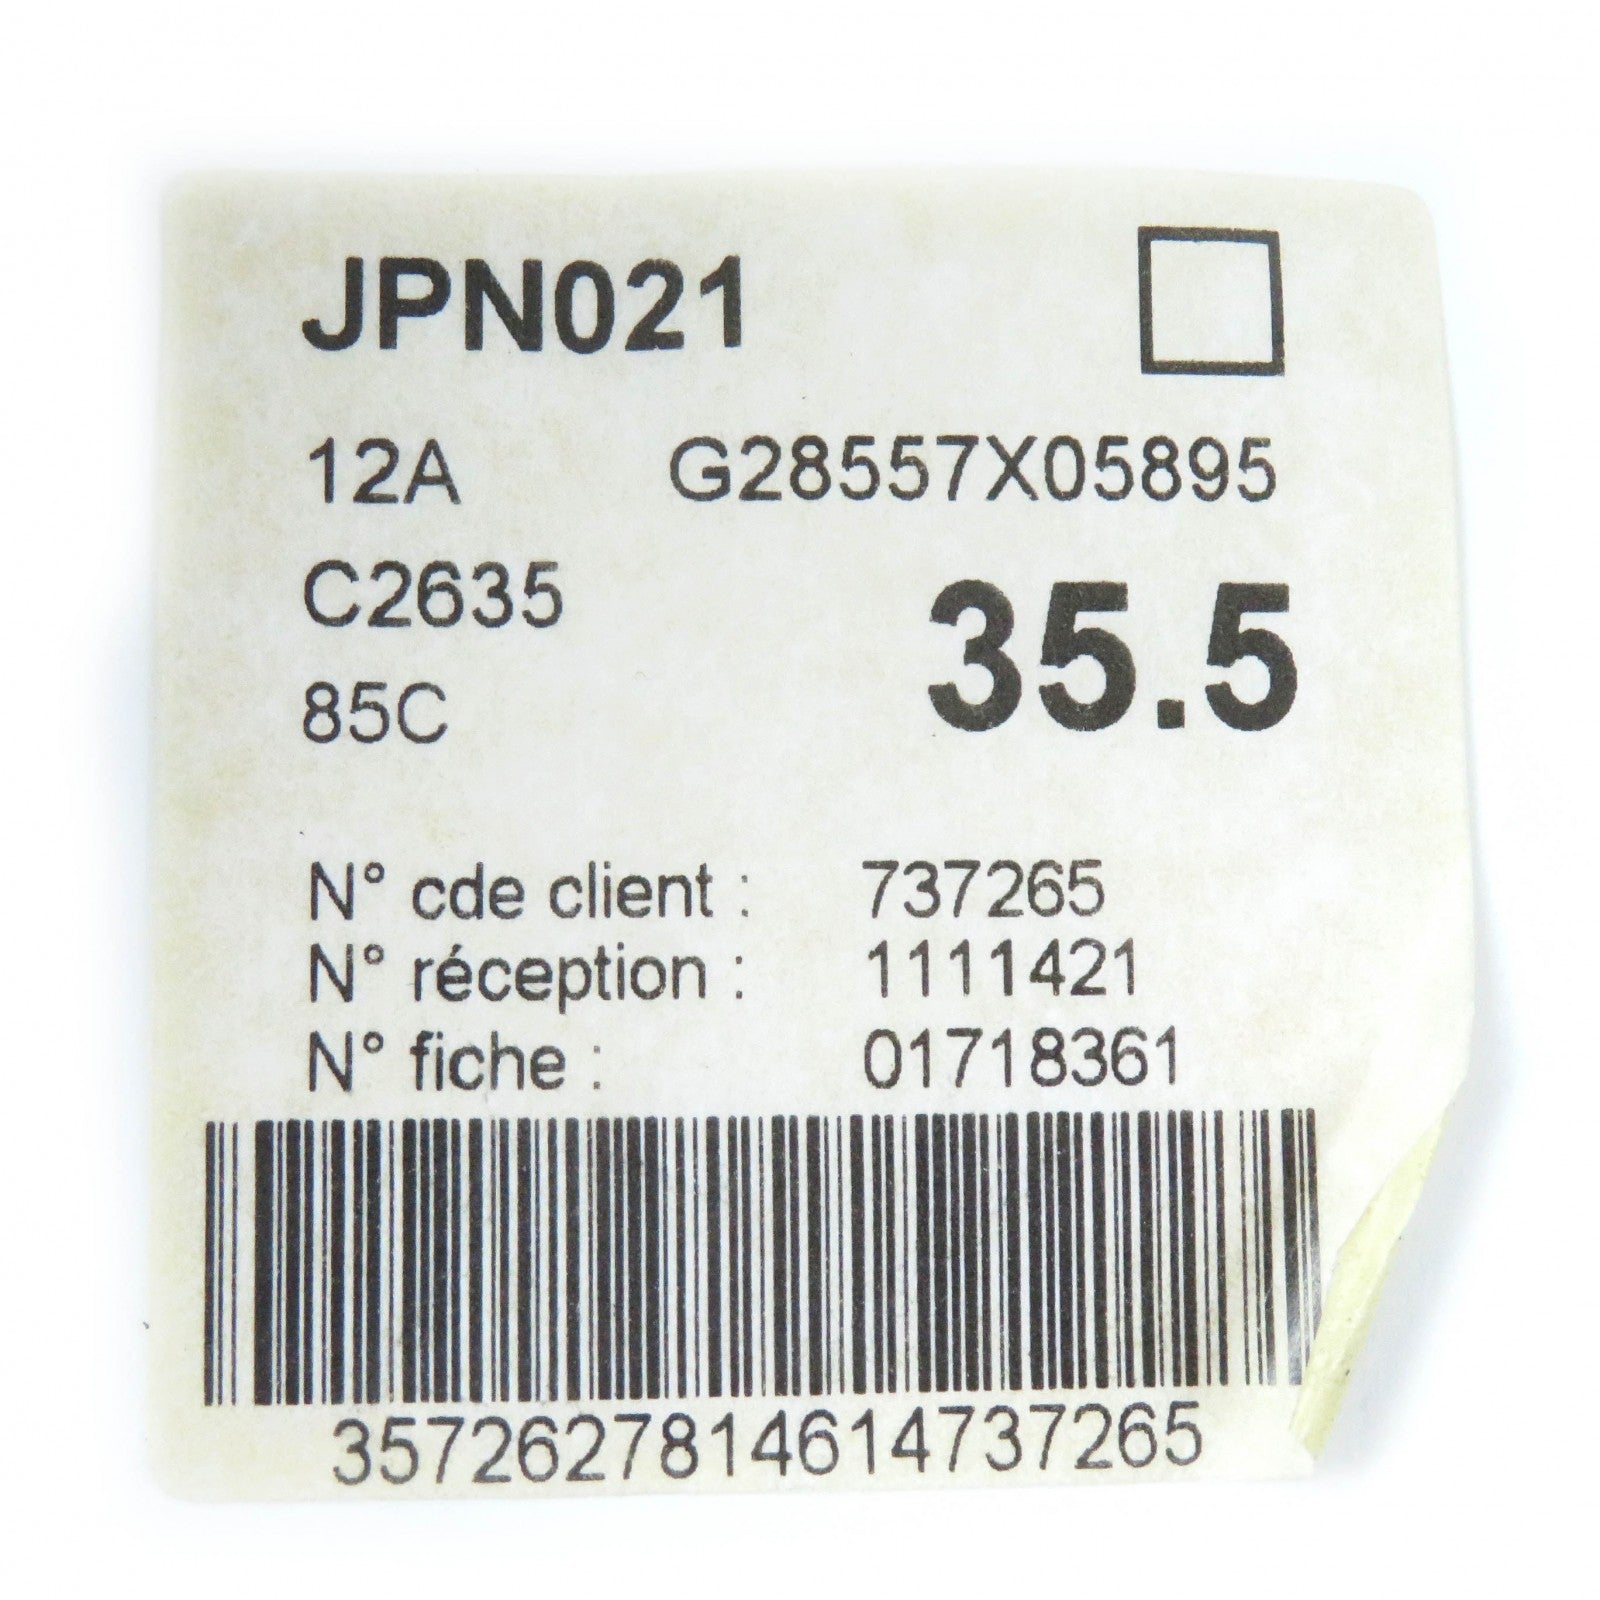 JPN021
12A G28557X05895
C2635
35.5
85C
N° cde client : 737265
N° réception : 1111421
N° fiche : 01718361
3572627814614737265